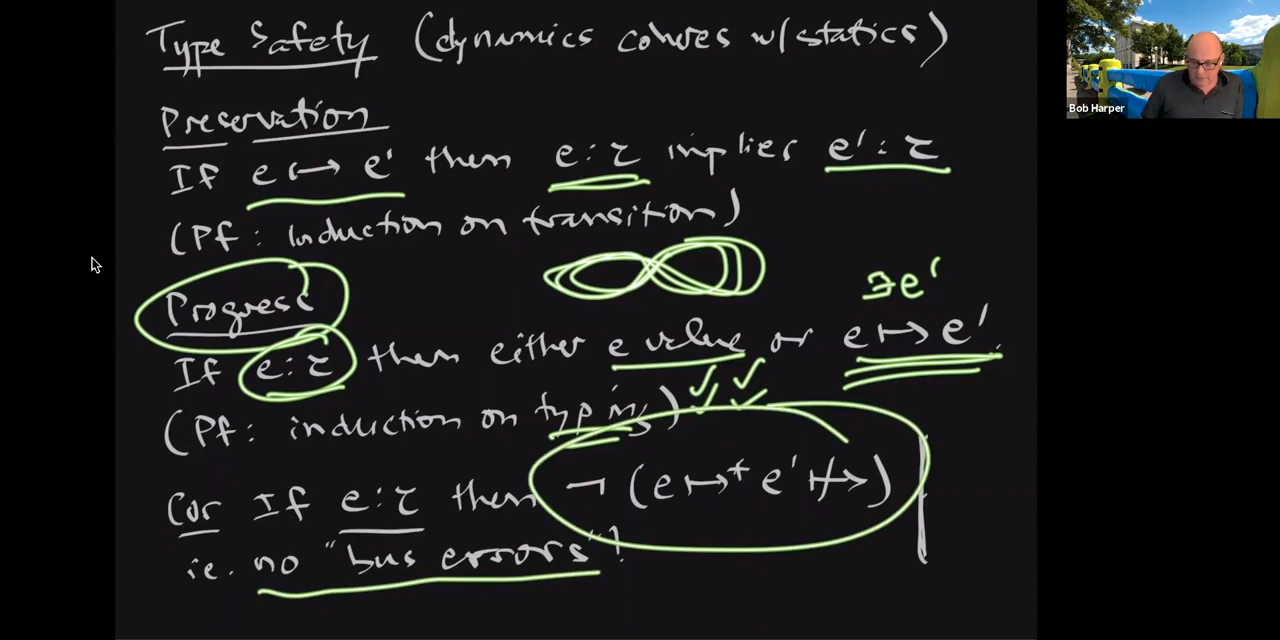 Type Safety (dynamics coheres w/ statics)
Preservation
If e ↦ e' then e : τ implies e' : τ
(Pf: induction on transition)
Progress
∃e'
If e : τ then either e value or e ↦ e'.
(Pf: induction on typing) ✓✓✓✓
Cor If e : τ then ¬ (e ↦* e' ↦̸)
ie. no "bus errors"!
Bob Harper